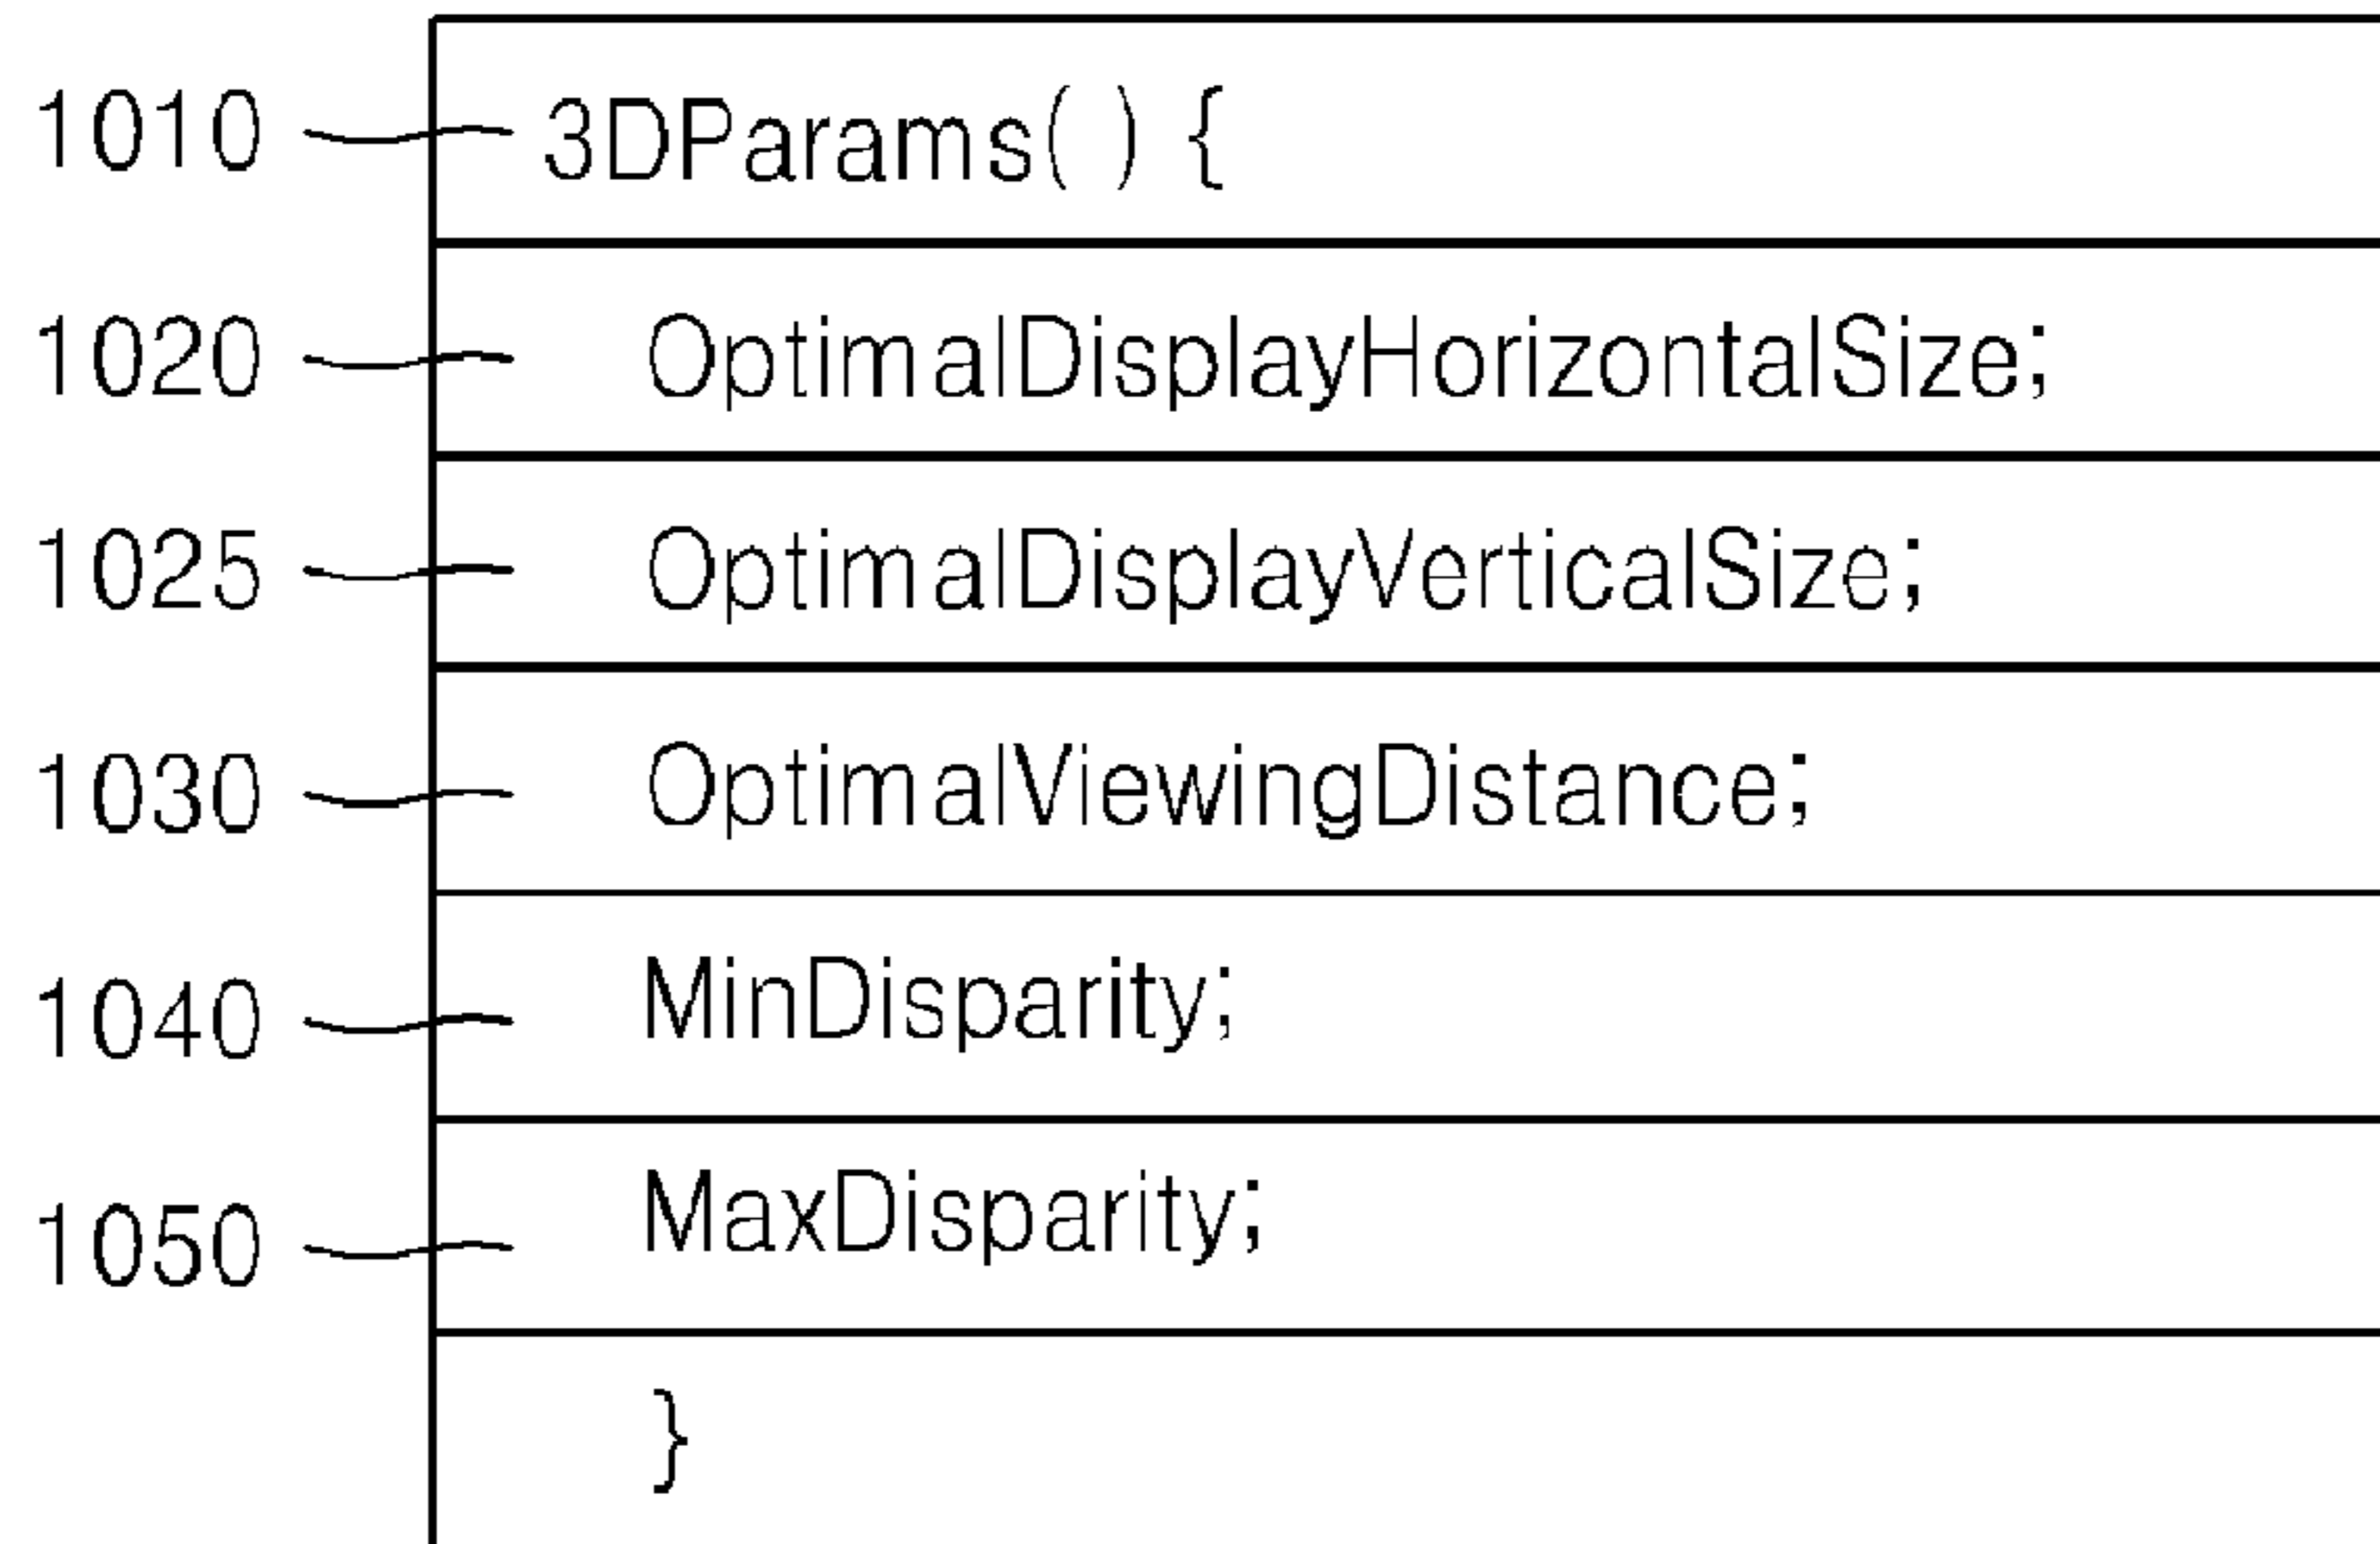 1010 3DParams( ) {
1020 OptimalDisplayHorizontalSize;
1025 OptimalDisplayVerticalSize;
1030 OptimalViewingDistance;
1040 MinDisparity;
1050 MaxDisparity;
}